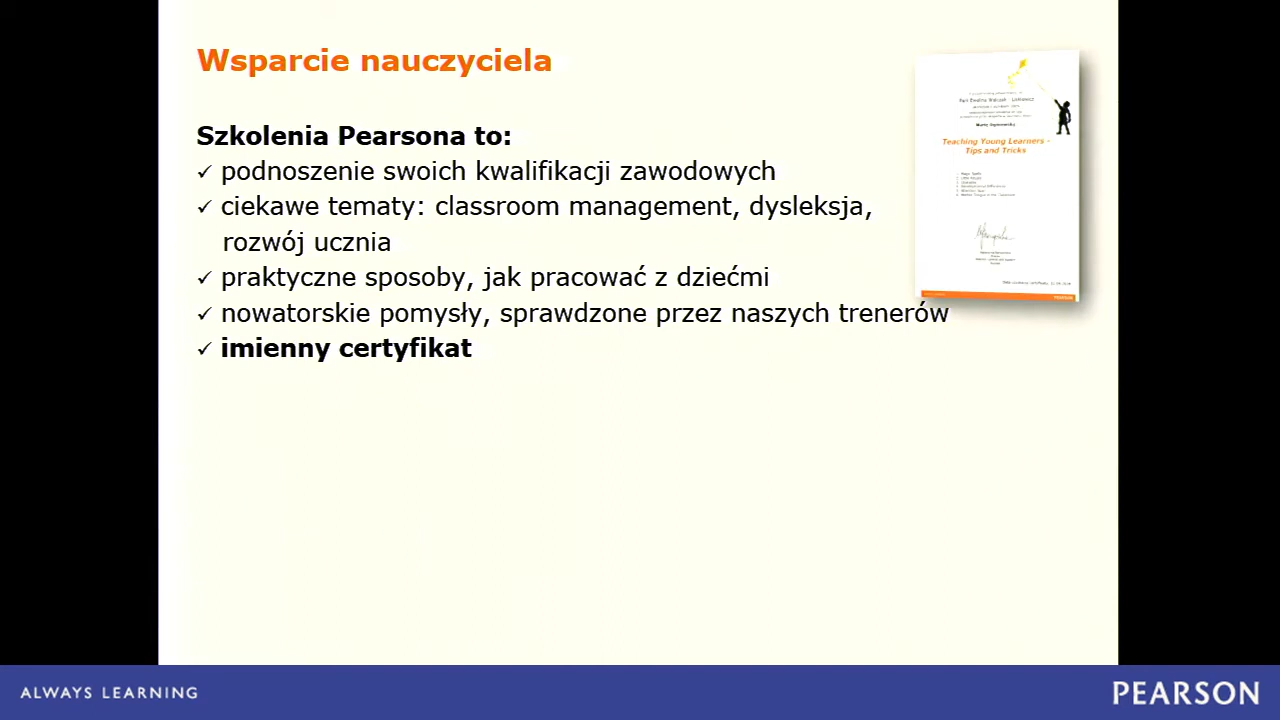 Wsparcie nauczyciela
Szkolenia Pearsona to:
✓ podnoszenie swoich kwalifikacji zawodowych
✓ ciekawe tematy: classroom management, dysleksja,
rozwój ucznia
✓ praktyczne sposoby, jak pracować z dziećmi
✓ nowatorskie pomysły, sprawdzone przez naszych trenerów
✓ imienny certyfikat
Teaching Young Learners -
Tips and Tricks
PEARSON
ALWAYS LEARNING
PEARSON